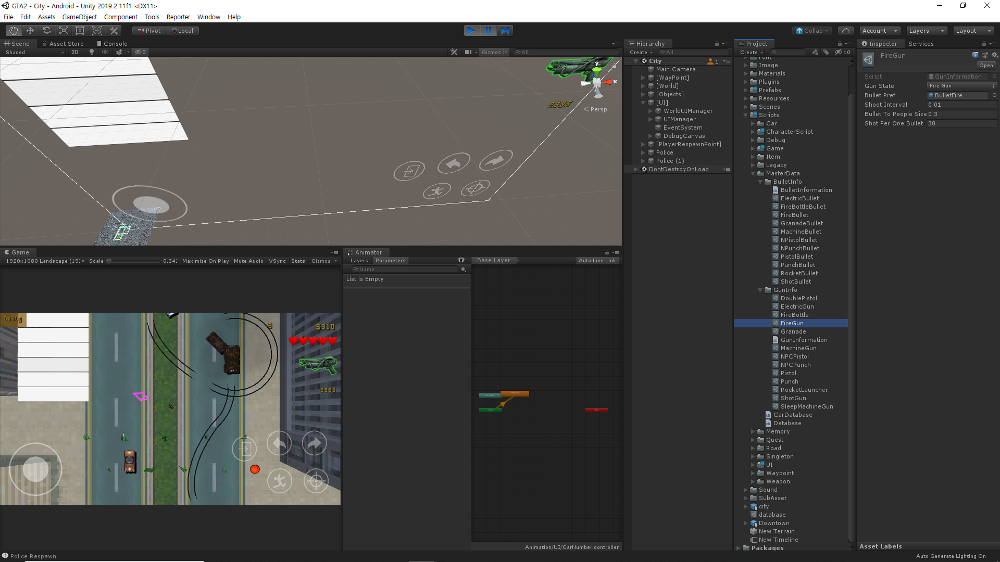 GTA2 - City - Android - Unity 2019.2.11f1 <DX11>
File Edit Assets GameObject Component Tools Reporter Window Help
Pivot Local
Collab Account Layers Layout
Scene Asset Store Console
Shaded 2D 0 Gizmos All
y
x
Persp
2995
Game
1920x1080 Landscape (19: Scale 0.34: Maximize On Play Mute Audio VSync Stats Gizmos
Debug
3
$310
2995
Animator
Layers Parameters Base Layer Auto Live Link
Name
List is Empty
Animation/UI/CarNumber.controller
Hierarchy
Create All
City 1
Main Camera
[WayPoint]
[World]
[Objects]
[UI]
WorldUIManager
UIManager
EventSystem
DebugCanvas
[PlayerRespawnPoint]
Police
Police (1)
DontDestroyOnLoad
Project
Create 10
Font
Image
Materials
Plugins
Prefabs
Resources
Scenes
Scripts
Car
CharacterScript
Debug
Game
Item
Legacy
MasterData
BulletInfo
BulletInformation
ElectricBullet
FireBottleBullet
FireBullet
GranadeBullet
MachineBullet
NPistolBullet
NPunchBullet
PistolBullet
PunchBullet
RocketBullet
ShotBullet
GunInfo
DoublePistol
ElectricGun
FireBottle
FireGun
Granade
GunInformation
MachineGun
NPCPistol
NPCPunch
Pistol
Punch
RocketLauncher
ShotGun
SleepMachineGun
CarDatabase
Database
Memory
Quest
Road
Singleton
UI
Waypoint
Weapon
Sound
SubAsset
city
database
Downtown
New Terrain
New Timeline
Packages
Inspector Services
FireGun
Open
Script GunInformation
Gun State Fire Gun
Bullet Pref BulletFire
Shoot Interval 0.01
Bullet To People Size 0.3
Shot Per One Bullet 30
Asset Labels
Police Respawn
Auto Generate Lighting On